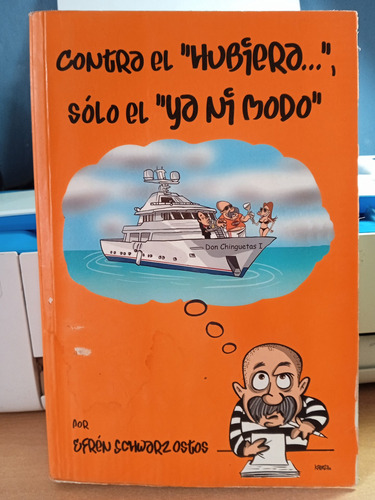 Contra el "Hubiera...",
sólo el "ya ni modo"
Don Chinguetas I
por
Efrén Schwarz Ostos